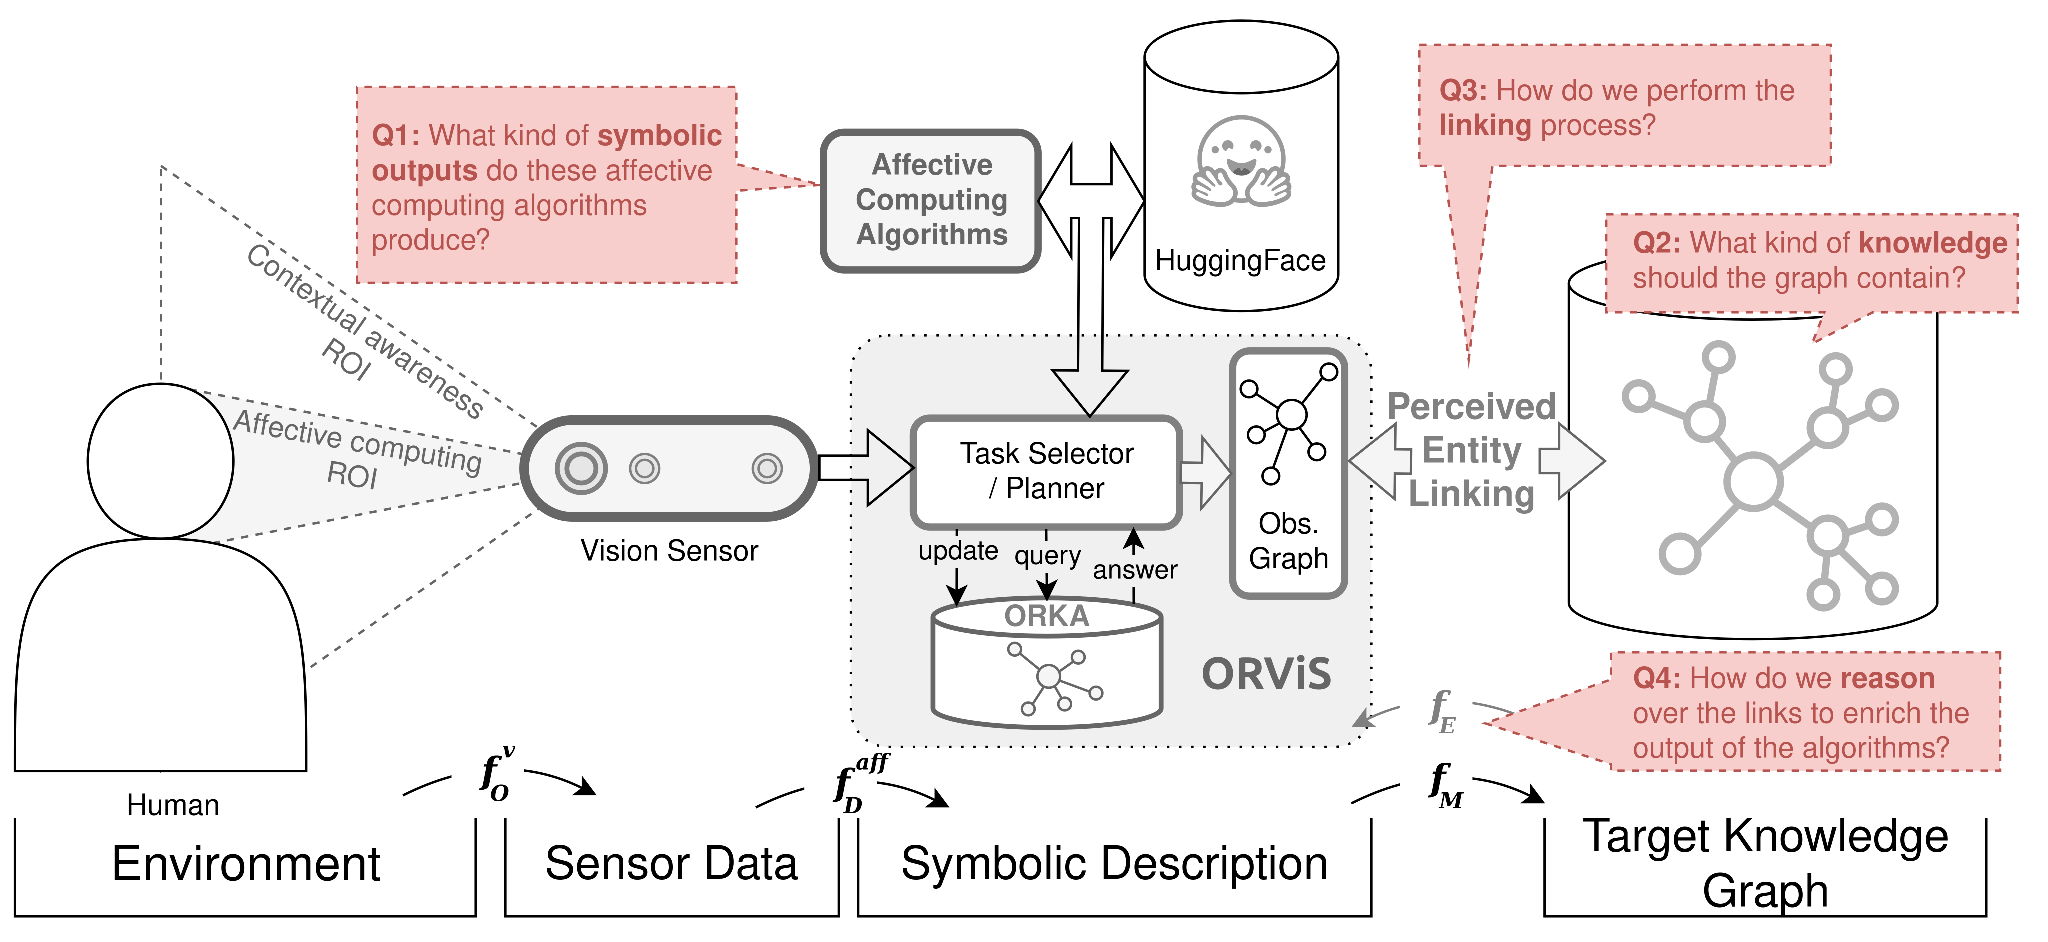 Q1: What kind of symbolic
outputs do these affective
computing algorithms
produce?
Affective
Computing
Algorithms
HuggingFace
Q3: How do we perform the
linking process?
Q2: What kind of knowledge
should the graph contain?
Contextual awareness
ROI
Affective computing
ROI
Vision Sensor
Task Selector
/ Planner
update
query
answer
ORKA
Obs.
Graph
ORViS
Perceived
Entity
Linking
Q4: How do we reason
over the links to enrich the
output of the algorithms?
Human
f_O^v
f_D^aff
f_E
f_M
Environment
Sensor Data
Symbolic Description
Target Knowledge
Graph